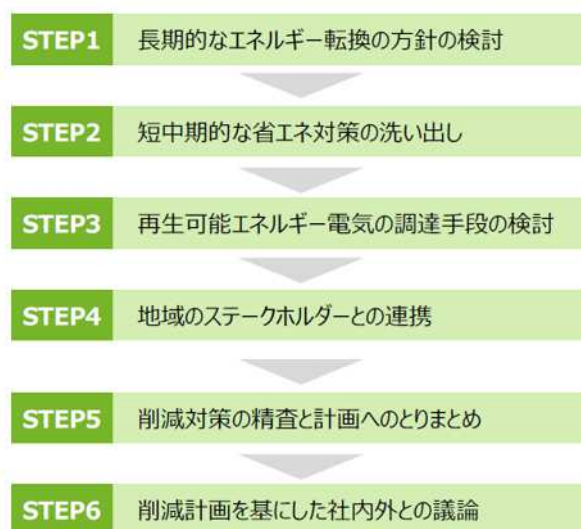 STEP1 長期的なエネルギー転換の方針の検討
STEP2 短中期的な省エネ対策の洗い出し
STEP3 再生可能エネルギー電気の調達手段の検討
STEP4 地域のステークホルダーとの連携
STEP5 削減対策の精査と計画へのとりまとめ
STEP6 削減計画を基にした社内外との議論